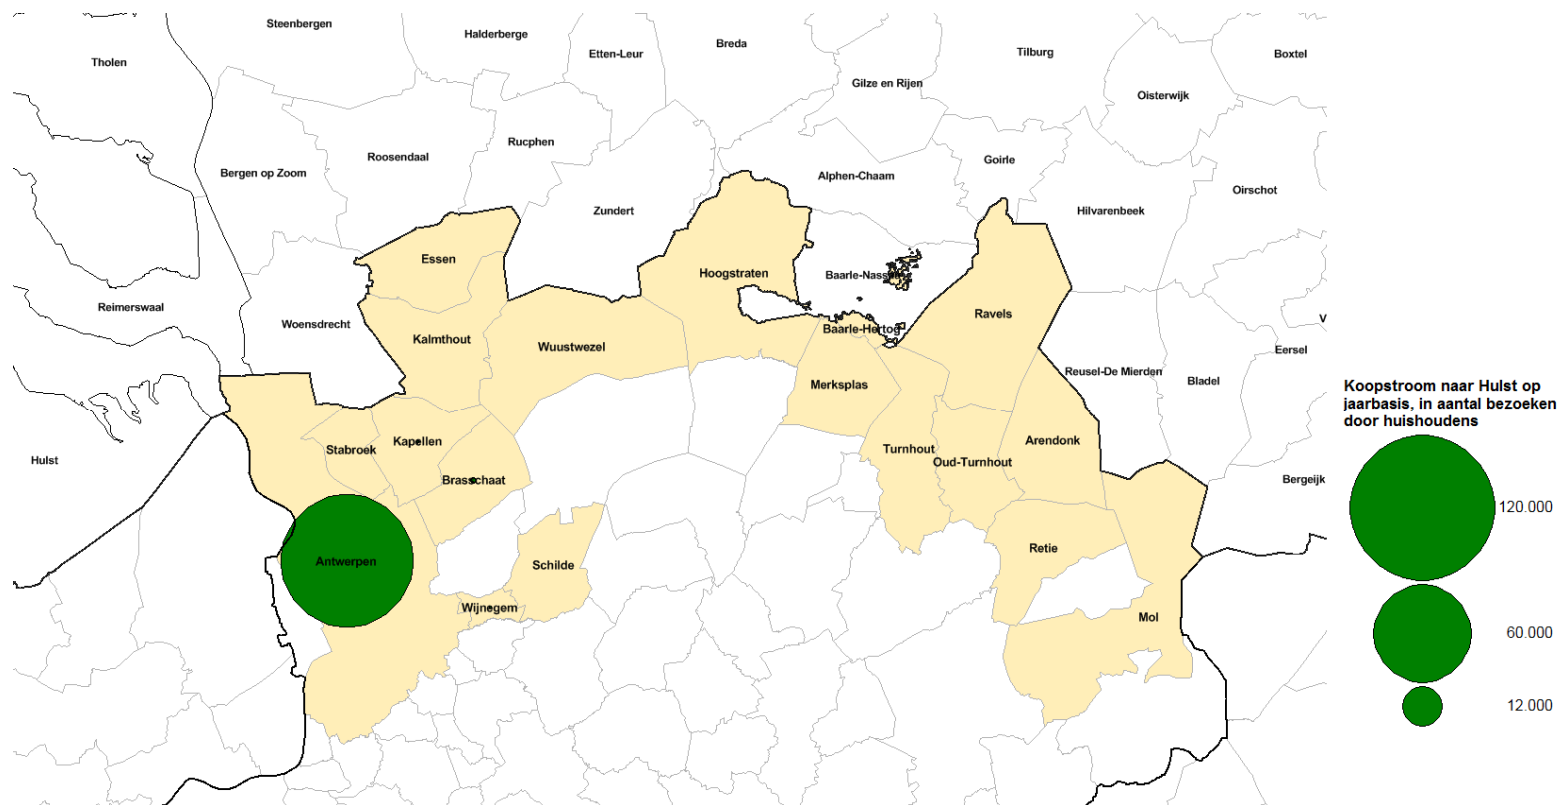 Steenbergen
Halderberge
Etten-Leur
Breda
Tilburg
Boxtel
Tholen
Gilze en Rijen
Oisterwijk
Rucphen
Roosendaal
Bergen op Zoom
Goirle
Alphen-Chaam
Oirschot
Zundert
Hilvarenbeek
Essen
Hoogstraten
Baarle-Nassau
Reimerswaal
Woensdrecht
Ravels
V
Kalmthout
Wuustwezel
Baarle-Hertog
Eersel
Reusel-De Mierden
Bladel
Merksplas
Koopstroom naar Hulst op
jaarbasis, in aantal bezoeken
door huishoudens
Kapellen
Stabroek
Arendonk
Turnhout
Oud-Turnhout
Hulst
Brasschaat
Bergeijk
120.000
Retie
Antwerpen
Schilde
Wijnegem
Mol
60.000
12.000